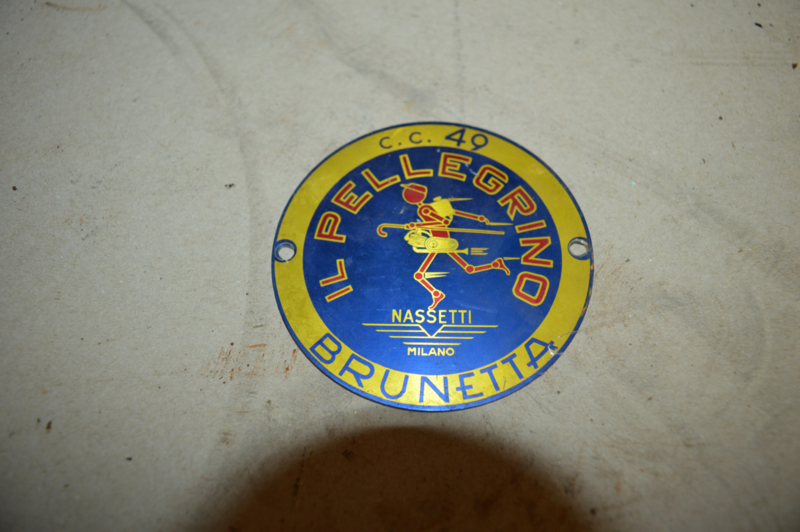 C.C. 49
IL PELLEGRINO
NASSETTI
MILANO
BRUNETTA